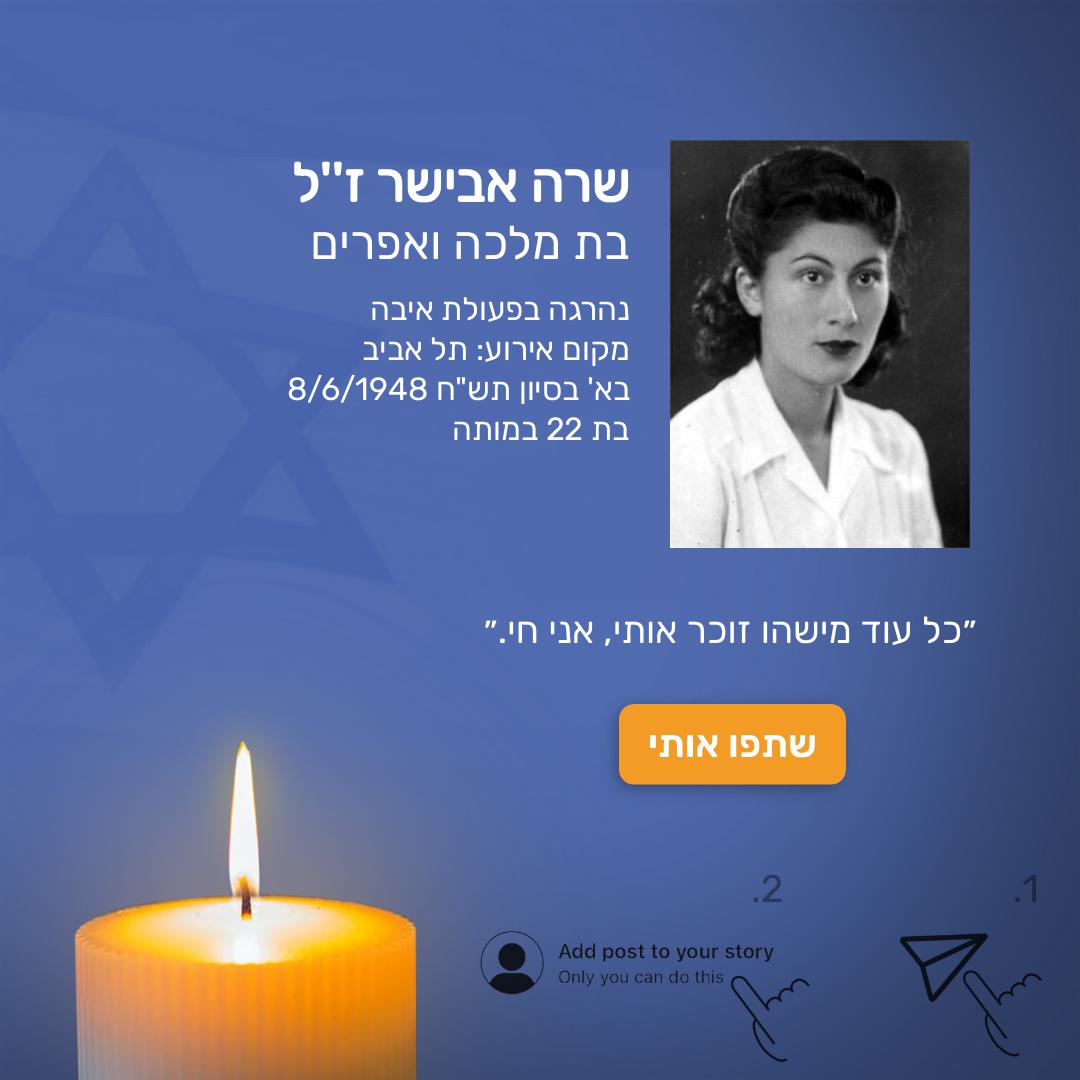 שרה אבישר ז"ל
בת מלכה ואפרים
נהרגה בפעולת איבה
מקום אירוע: תל אביב
בא' בסיון תש"ח 8/6/1948
בת 22 במותה
״כל עוד מישהו זוכר אותי, אני חי.״
שתפו אותי
1.
2.
Add post to your story
Only you can do this